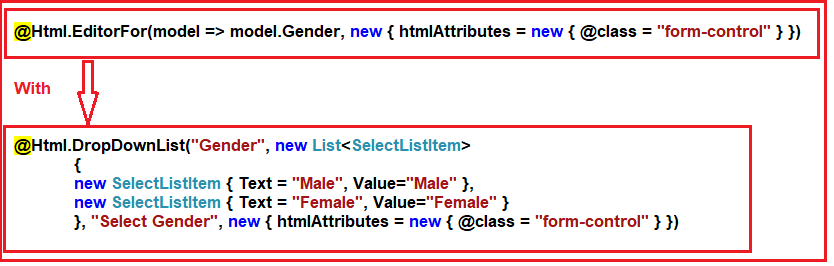 @Html.EditorFor(model => model.Gender, new { htmlAttributes = new { @class = "form-control" } })
With
@Html.DropDownList("Gender", new List<SelectListItem>
{
new SelectListItem { Text = "Male", Value="Male" },
new SelectListItem { Text = "Female", Value="Female" }
}, "Select Gender", new { htmlAttributes = new { @class = "form-control" } })